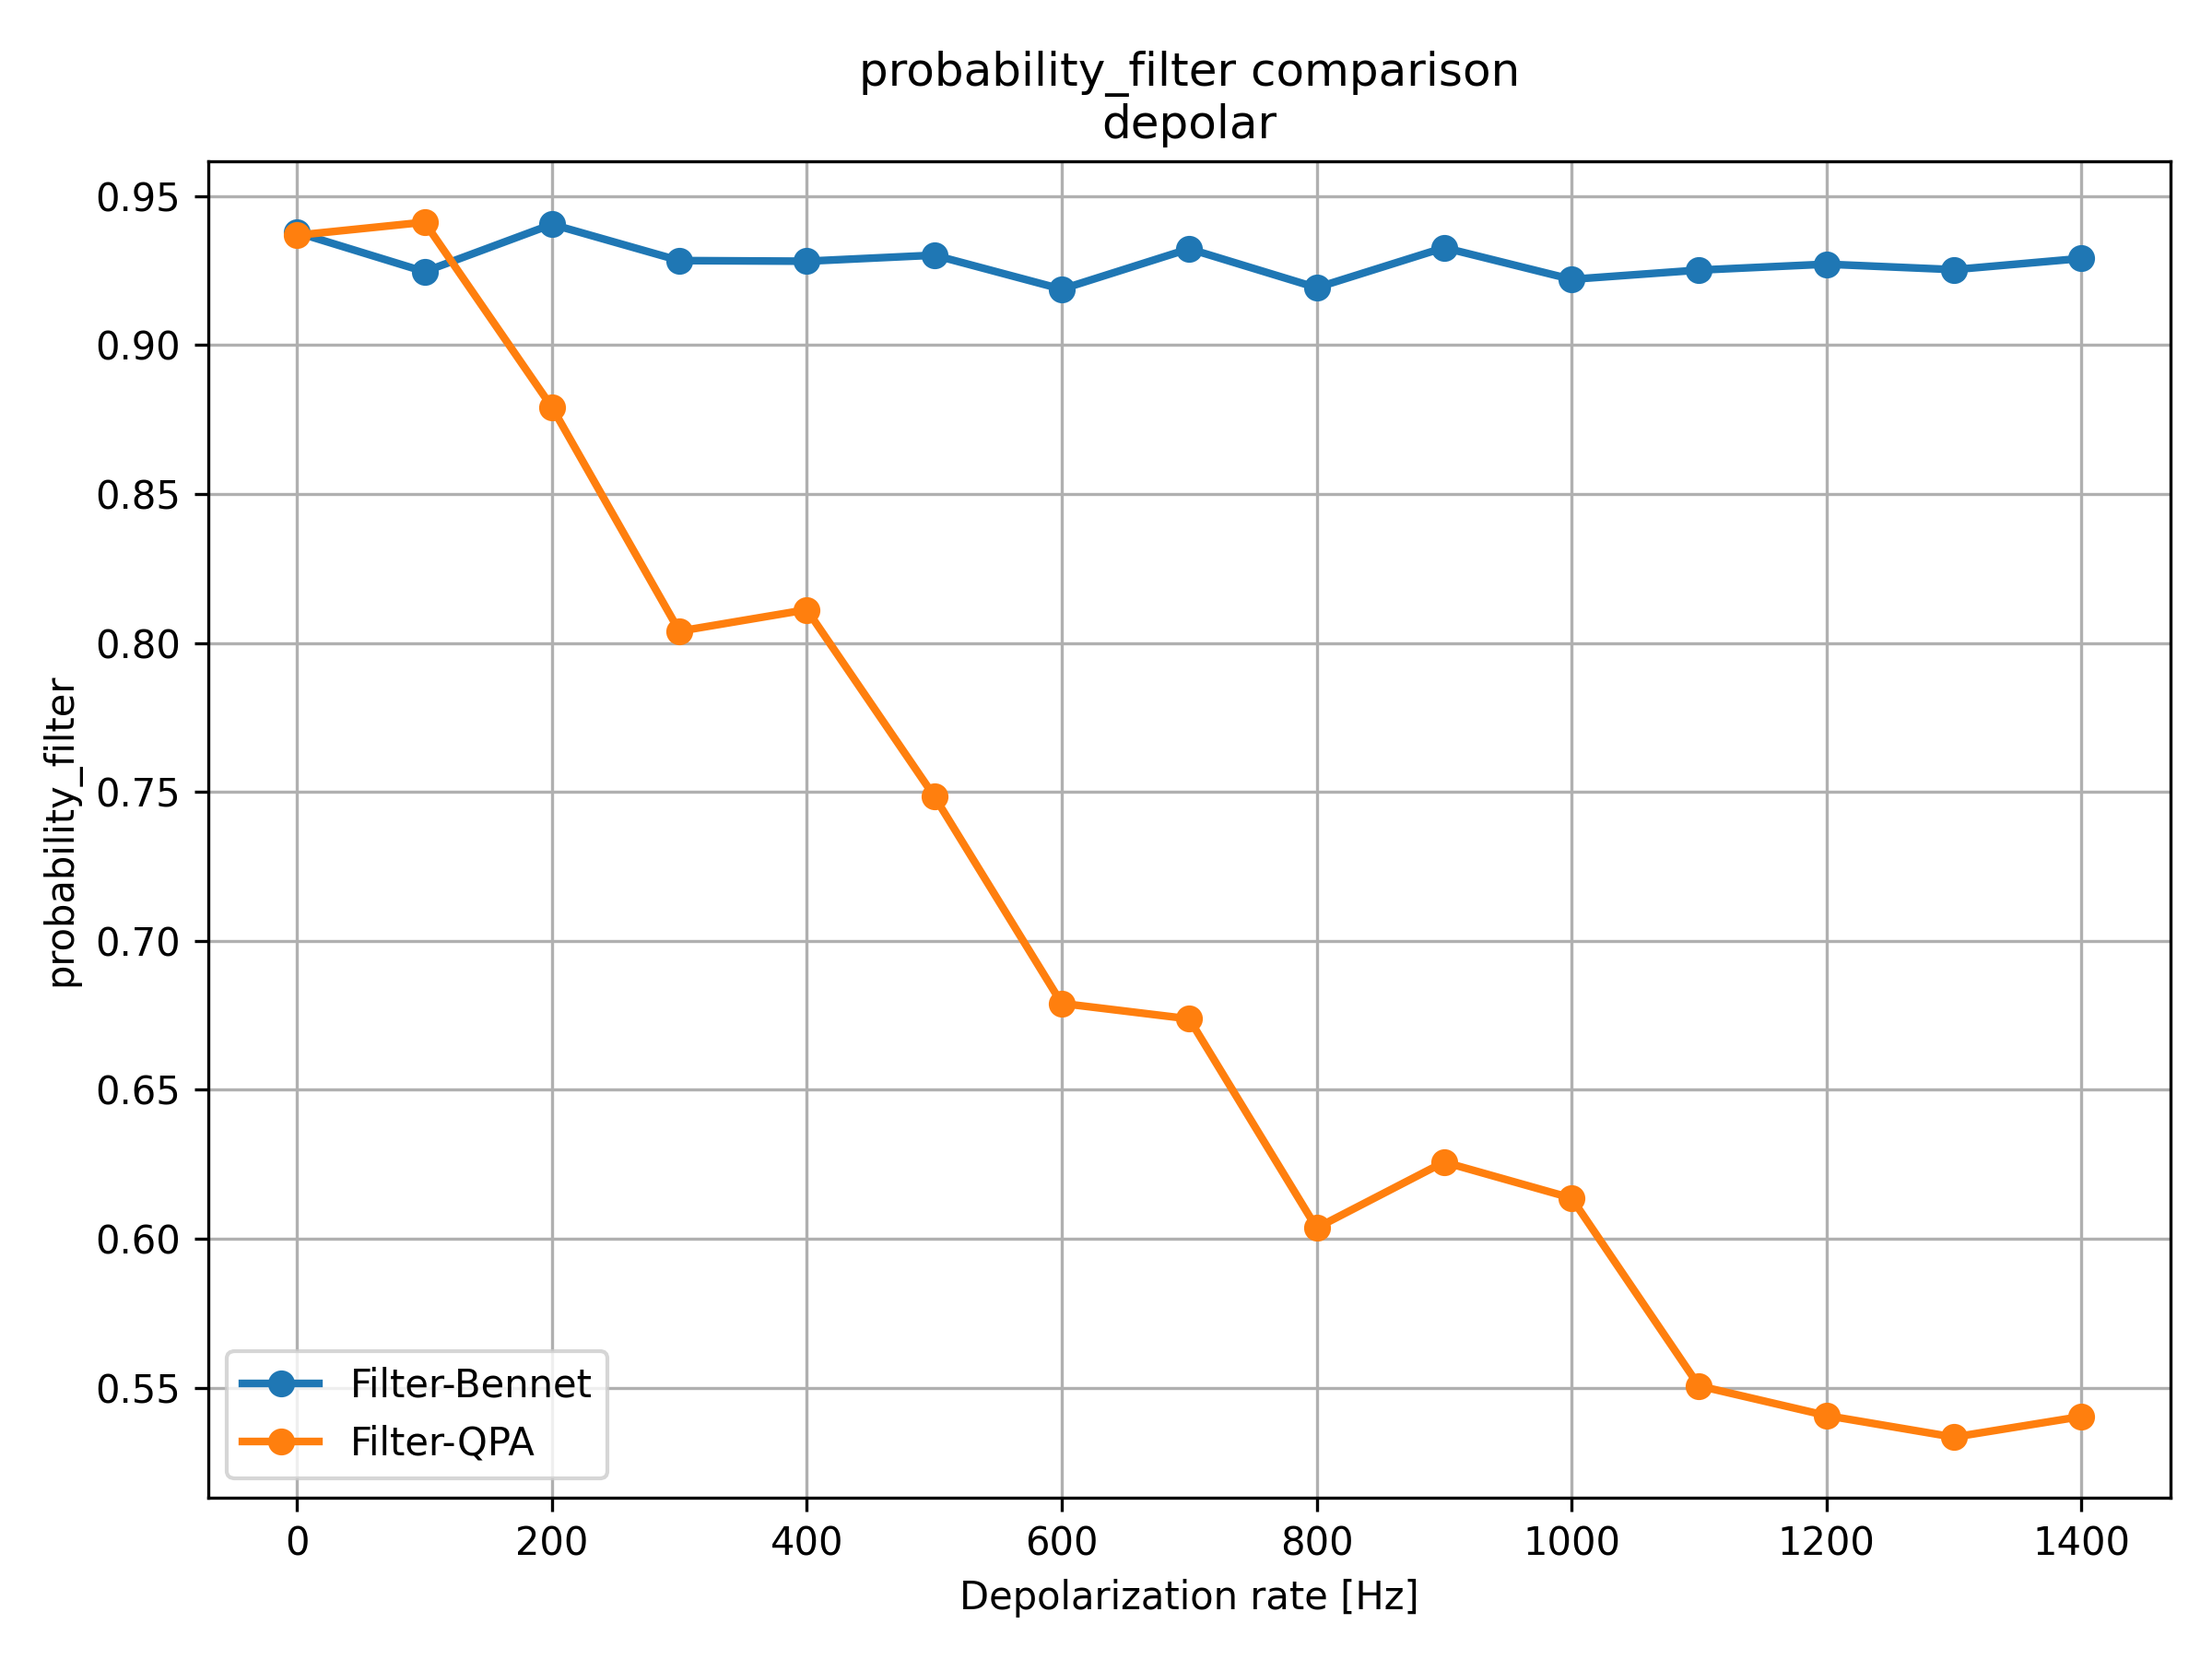 probability_filter comparison
depolar
0.95
0.90
0.85
0.80
0.75
0.70
0.65
0.60
0.55
probability_filter
Filter-Bennet
Filter-QPA
0 200 400 600 800 1000 1200 1400
Depolarization rate [Hz]